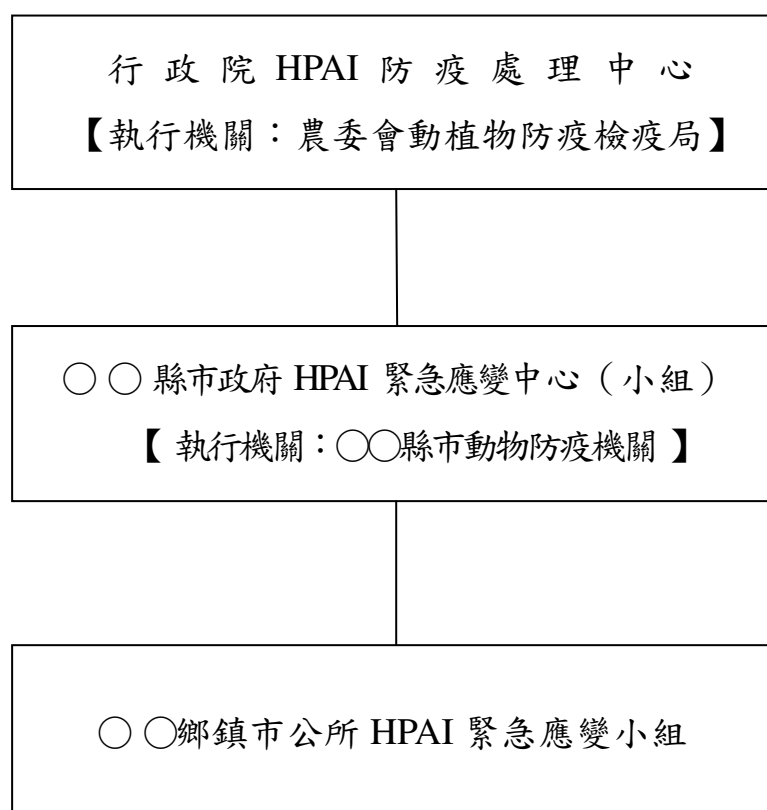 行政院 HPAI 防疫處理中心
【執行機關：農委會動植物防疫檢疫局】
○○縣市政府 HPAI 緊急應變中心（小組）
【 執行機關：○○縣市動物防疫機關 】
○○鄉鎮市公所 HPAI 緊急應變小組